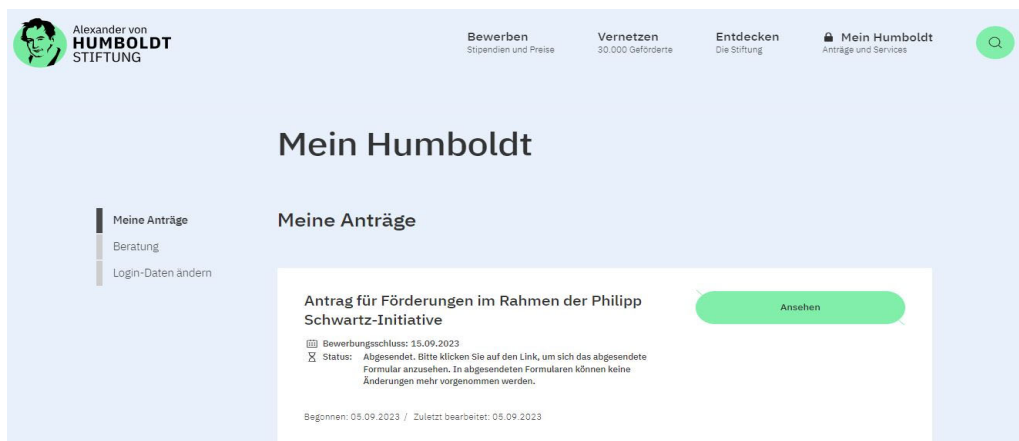 Alexander von
HUMBOLDT
STIFTUNG
Bewerben
Stipendien und Preise
Vernetzen
30.000 Geförderte
Entdecken
Die Stiftung
Mein Humboldt
Anträge und Services
Mein Humboldt
Meine Anträge
Beratung
Login-Daten ändern
Meine Anträge
Antrag für Förderungen im Rahmen der Philipp
Schwartz-Initiative
Ansehen
Bewerbungsschluss: 15.09.2023
Status: Abgesendet. Bitte klicken Sie auf den Link, um sich das abgesendete
Formular anzusehen. In abgesendeten Formularen können keine
Änderungen mehr vorgenommen werden.
Begonnen: 05.09.2023 / Zuletzt bearbeitet: 05.09.2023